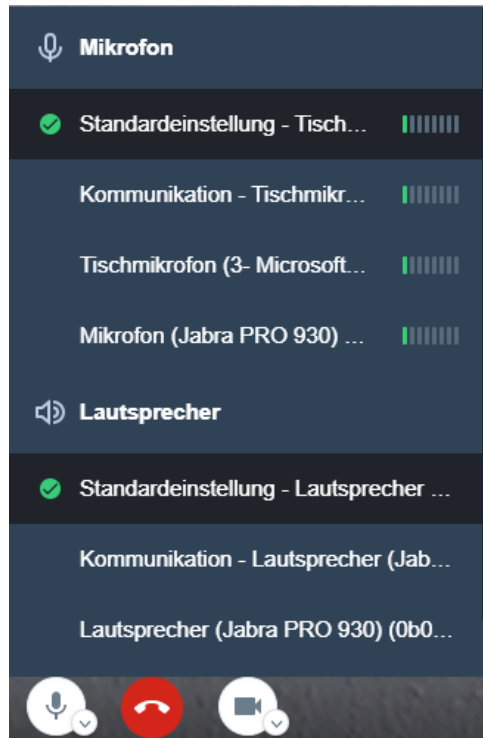 Mikrofon
Standardeinstellung - Tisch...
Kommunikation - Tischmikr...
Tischmikrofon (3- Microsoft...
Mikrofon (Jabra PRO 930) ...
Lautsprecher
Standardeinstellung - Lautsprecher ...
Kommunikation - Lautsprecher (Jab...
Lautsprecher (Jabra PRO 930) (0b0...